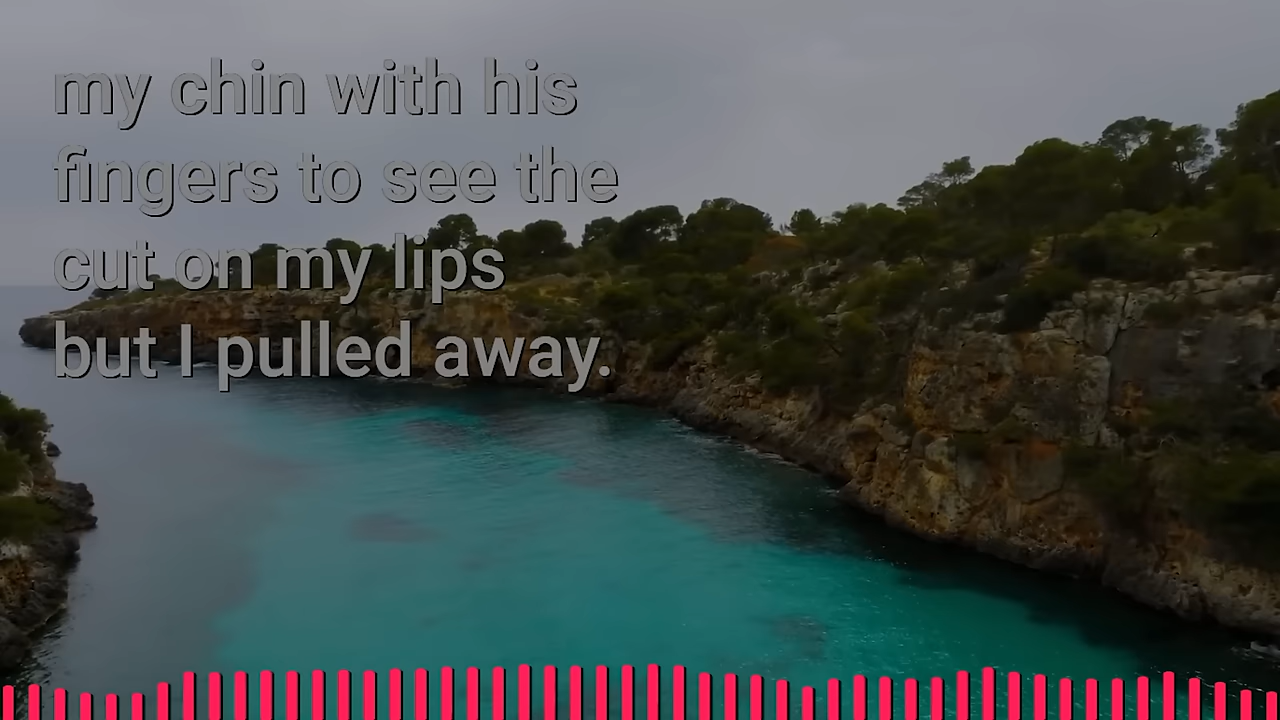 my chin with his
fingers to see the
cut on my lips
but I pulled away.